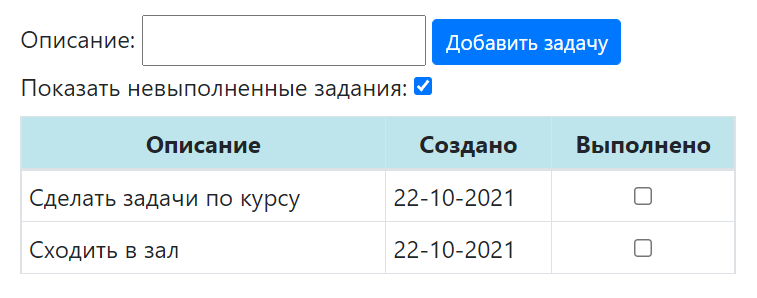 Описание: Добавить задачу
Показать невыполненные задания:
Описание Создано Выполнено
Сделать задачи по курсу 22-10-2021
Сходить в зал 22-10-2021